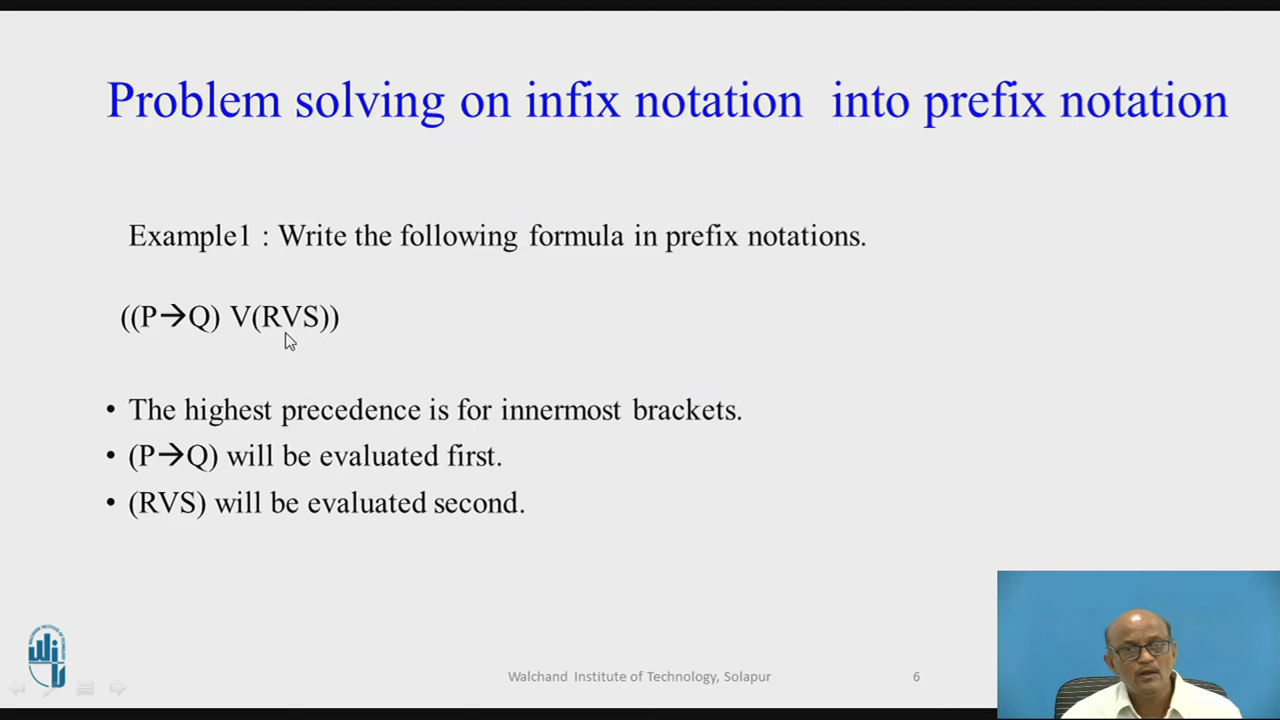 Problem solving on infix notation into prefix notation
Example1 : Write the following formula in prefix notations.
((P→Q) V(RVS))
• The highest precedence is for innermost brackets.
• (P→Q) will be evaluated first.
• (RVS) will be evaluated second.
Walchand Institute of Technology, Solapur
6